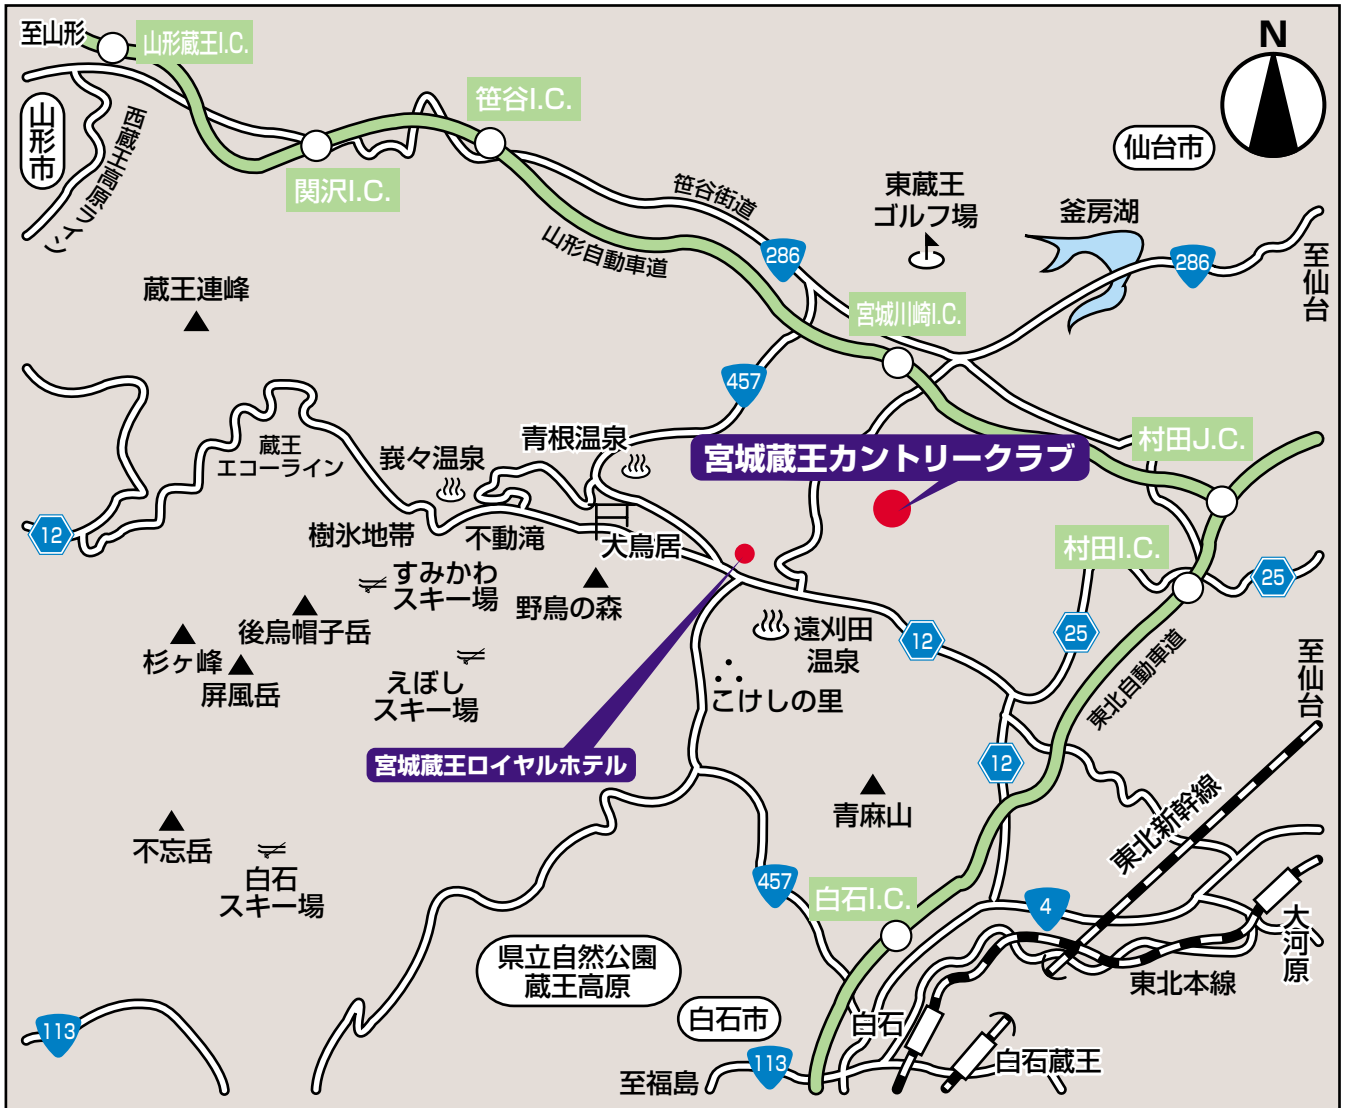 至山形
山形蔵王I.C.
N
山形市
西蔵王高原ライン
笹谷I.C.
関沢I.C.
仙台市
笹谷街道
山形自動車道
東蔵王
ゴルフ場
釜房湖
286
286
至仙台
蔵王連峰
宮城川崎I.C.
457
蔵王
エコーライン
峩々温泉
青根温泉
宮城蔵王カントリークラブ
村田J.C.
12
樹氷地帯
不動滝
大鳥居
村田I.C.
25
すみかわ
スキー場
野鳥の森
後烏帽子岳
杉ヶ峰
屏風岳
えぼし
スキー場
遠刈田
温泉
12
25
こけしの里
東北自動車道
至仙台
宮城蔵王ロイヤルホテル
12
青麻山
東北新幹線
不忘岳
白石
スキー場
457
白石I.C.
4
大河原
県立自然公園
蔵王高原
東北本線
白石市
白石
113
113
白石蔵王
至福島